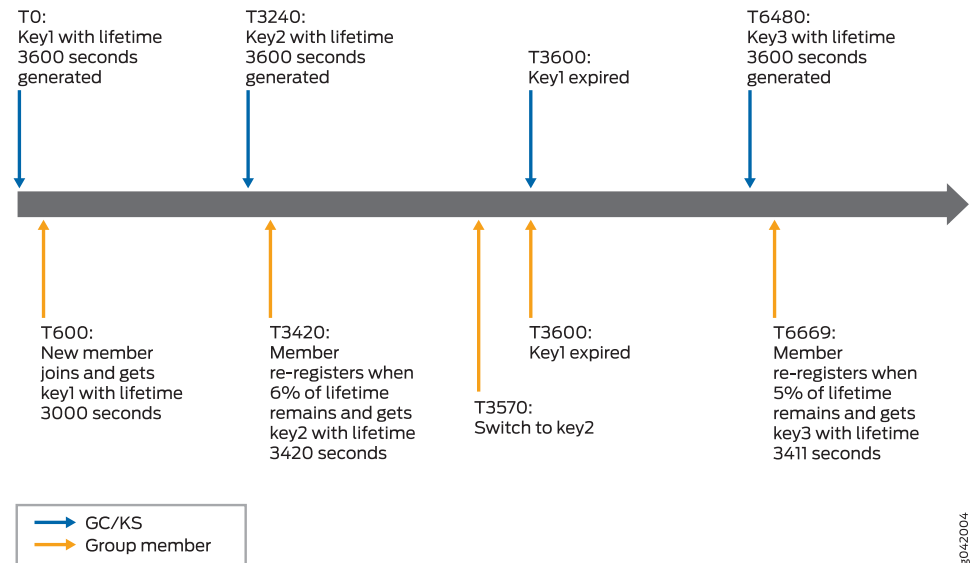 T0:
Key1 with lifetime
3600 seconds
generated
T3240:
Key2 with lifetime
3600 seconds
generated
T3600:
Key1 expired
T6480:
Key3 with lifetime
3600 seconds
generated
T600:
New member
joins and gets
key1 with lifetime
3000 seconds
T3420:
Member
re-registers when
6% of lifetime
remains and gets
key2 with lifetime
3420 seconds
T3570:
Switch to key2
T3600:
Key1 expired
T6669:
Member
re-registers when
5% of lifetime
remains and gets
key3 with lifetime
3411 seconds
GC/KS
Group member
g042004